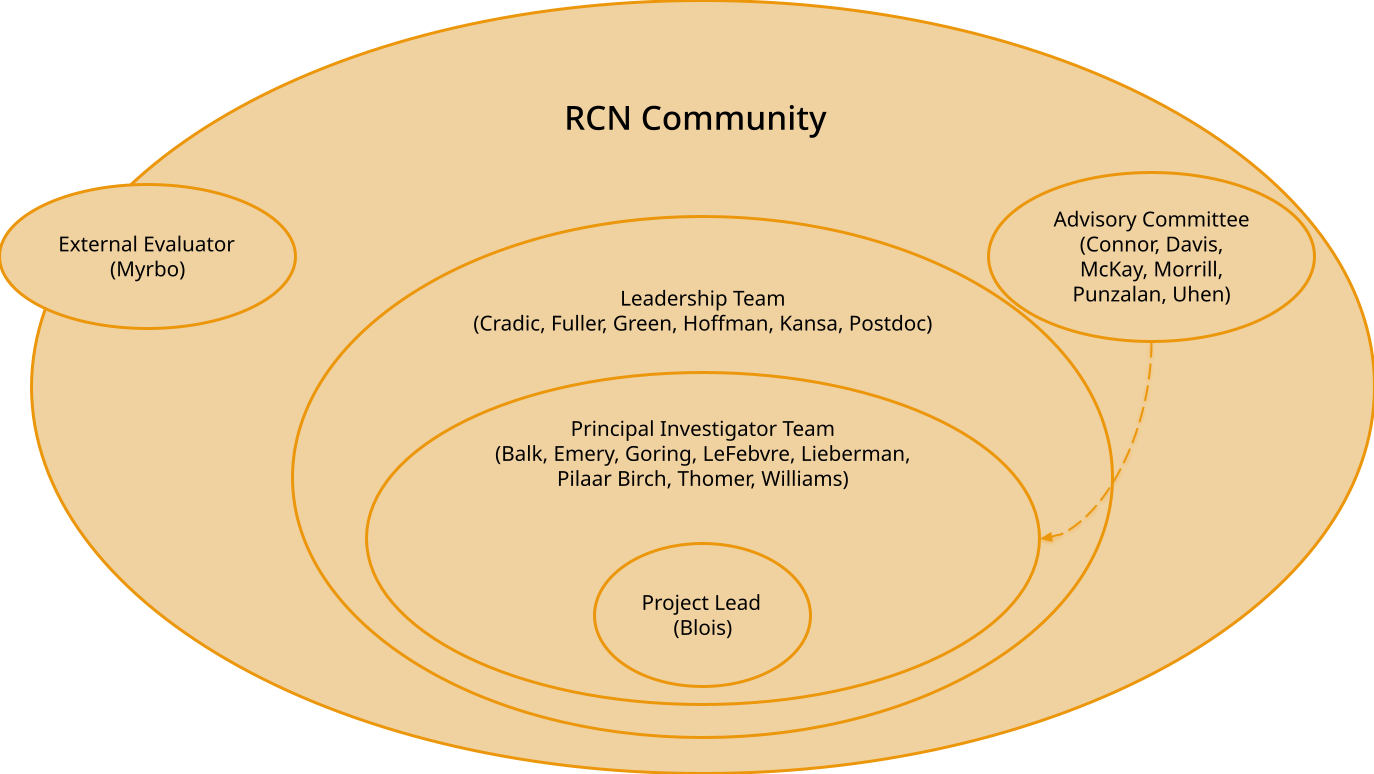 RCN Community
External Evaluator
(Myrbo)
Advisory Committee
(Connor, Davis,
McKay, Morrill,
Punzalan, Uhen)
Leadership Team
(Cradic, Fuller, Green, Hoffman, Kansa, Postdoc)
Principal Investigator Team
(Balk, Emery, Goring, LeFebvre, Lieberman,
Pilaar Birch, Thomer, Williams)
Project Lead
(Blois)